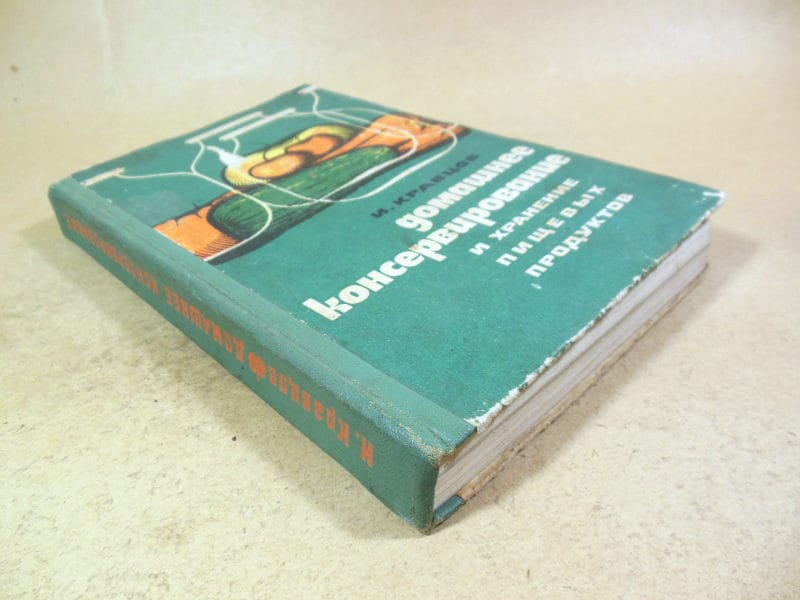 И. КРАВЦОВ
домашнее
консервирование
И ХРАНЕНИЕ
ПИЩЕВЫХ
ПРОДУКТОВ
И. Кравцов ДОМАШНЕЕ КОНСЕРВИРОВАНИЕ